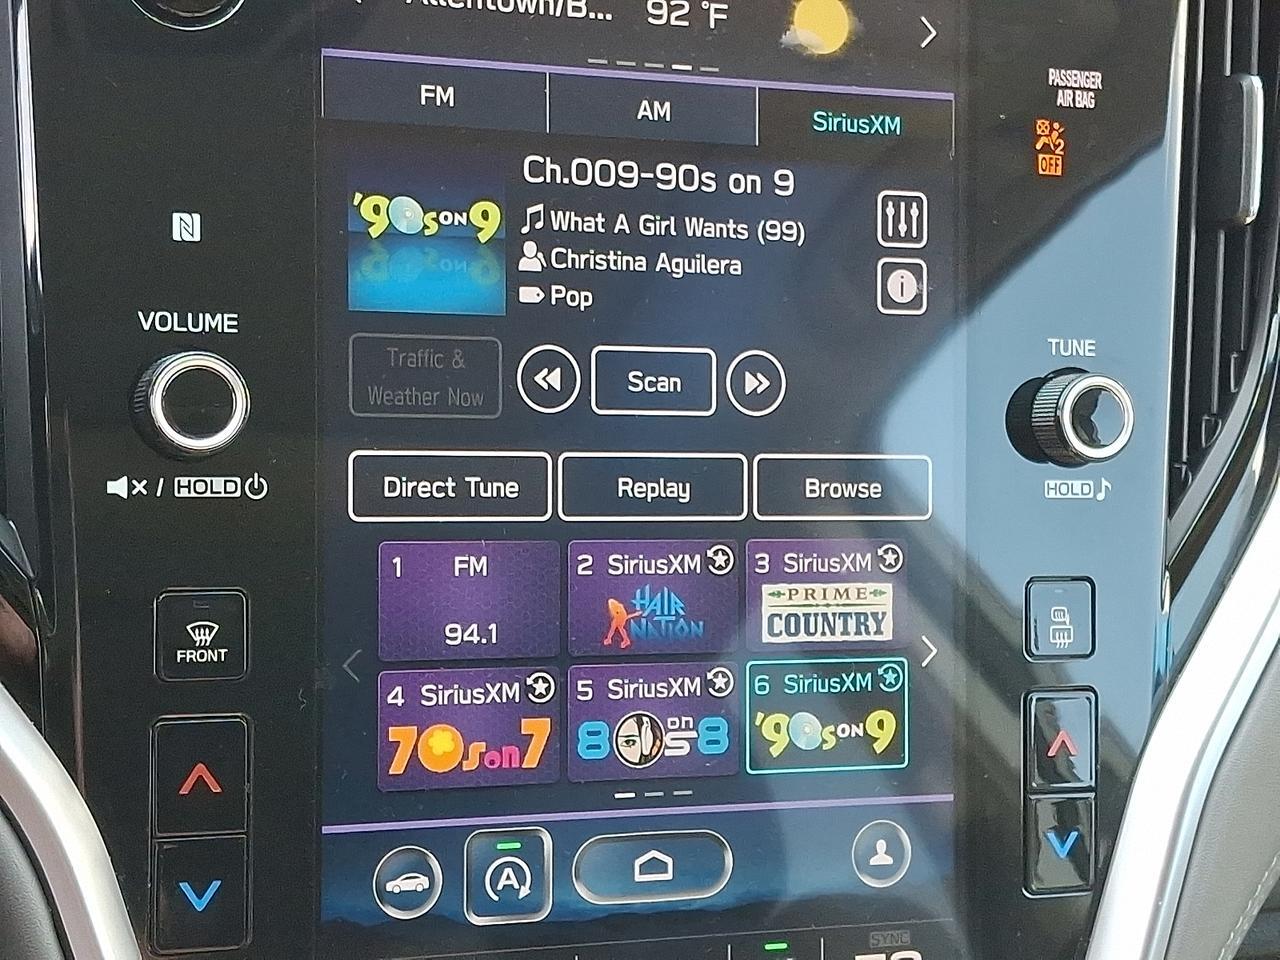 Allentown/B... 92 °F
PASSENGER
AIR BAG
2
OFF
FM AM SiriusXM
Ch.009-90s on 9
'90s ON 9
What A Girl Wants (99)
Christina Aguilera
Pop
VOLUME
TUNE
Traffic &
Weather Now
Scan
HOLD
HOLD
Direct Tune Replay Browse
1 FM
94.1
2 SiriusXM
HAIR
NATION
3 SiriusXM
PRIME
COUNTRY
FRONT
4 SiriusXM
70s on 7
5 SiriusXM
80s on 8
6 SiriusXM
'90s ON 9
A
SYNC